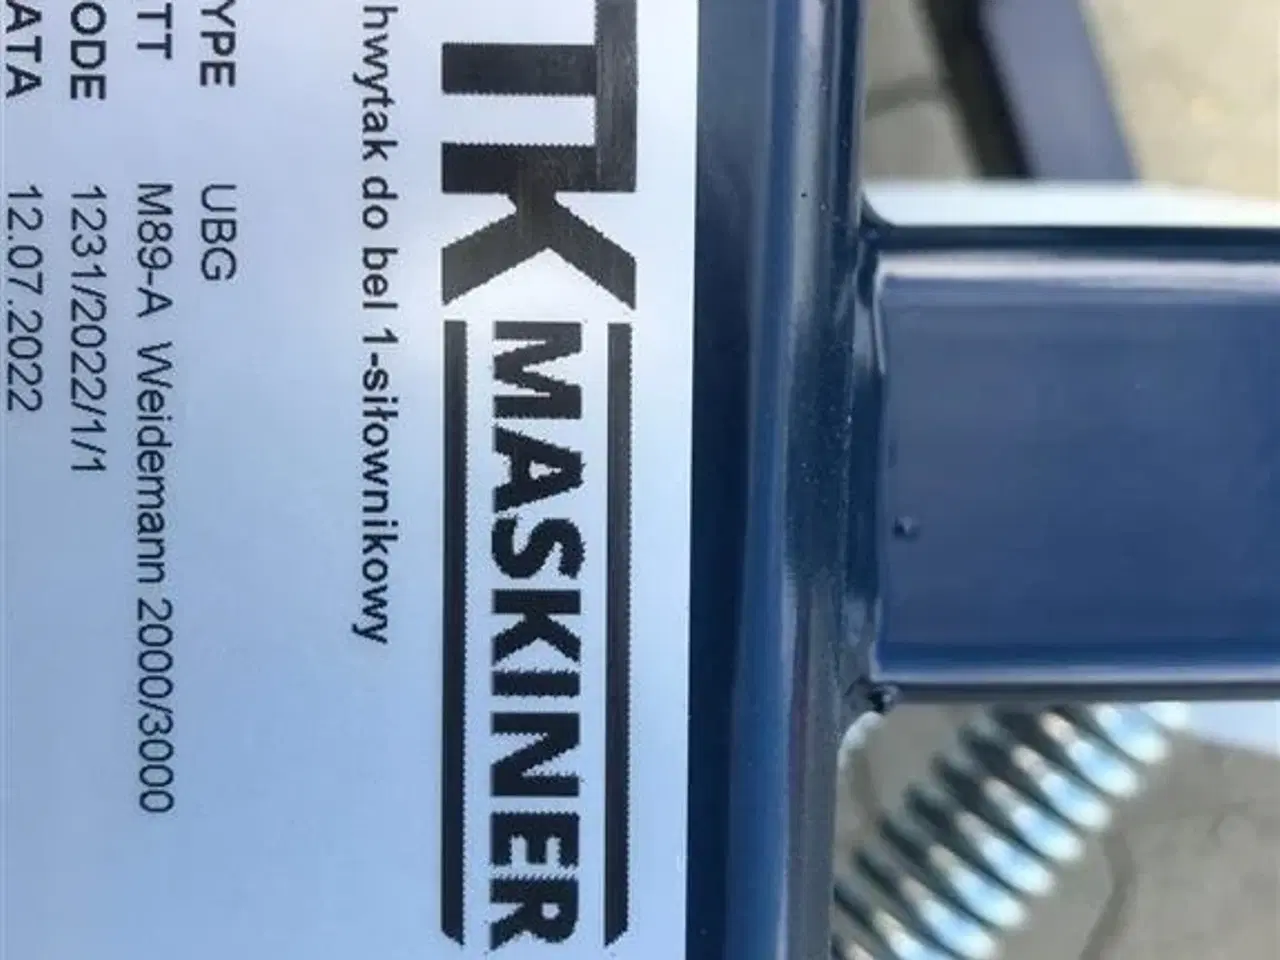 TK MASKINER
hwytak do bel 1-siłownikowy
YPE UBG
TT M89-A Weidemann 2000/3000
ODE 1231/2022/1/1
ATA 12.07.2022